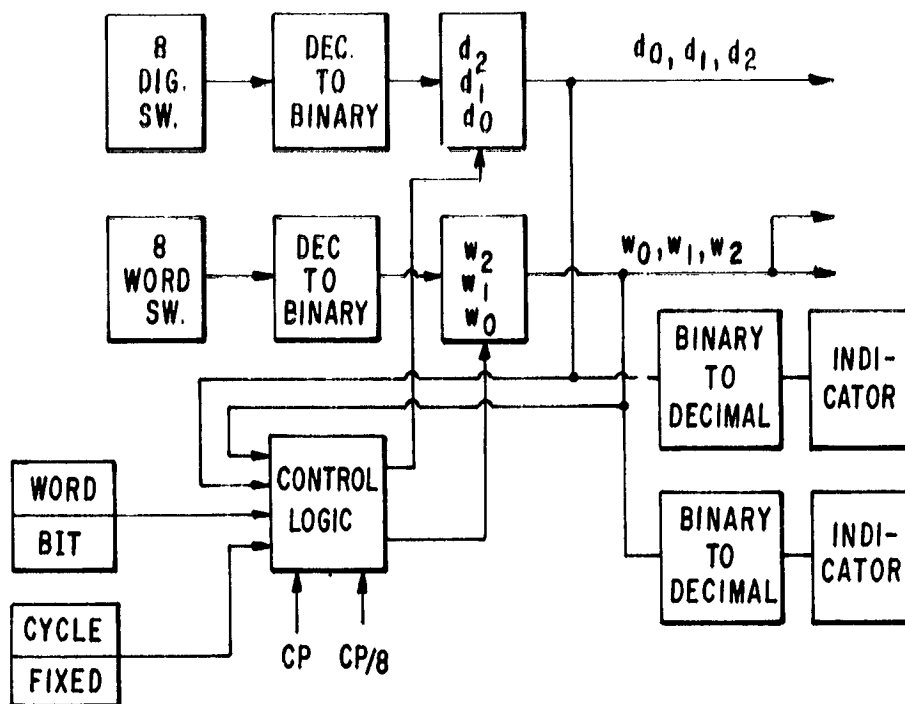 8
DIG.
SW.
DEC.
TO
BINARY
d2
d1
d0
d0, d1, d2
8
WORD
SW.
DEC
TO
BINARY
w2
w1
w0
w0, w1, w2
BINARY
TO
DECIMAL
INDI-
CATOR
CONTROL
LOGIC
WORD
BIT
BINARY
TO
DECIMAL
INDI-
CATOR
CYCLE
FIXED
CP
CP/8